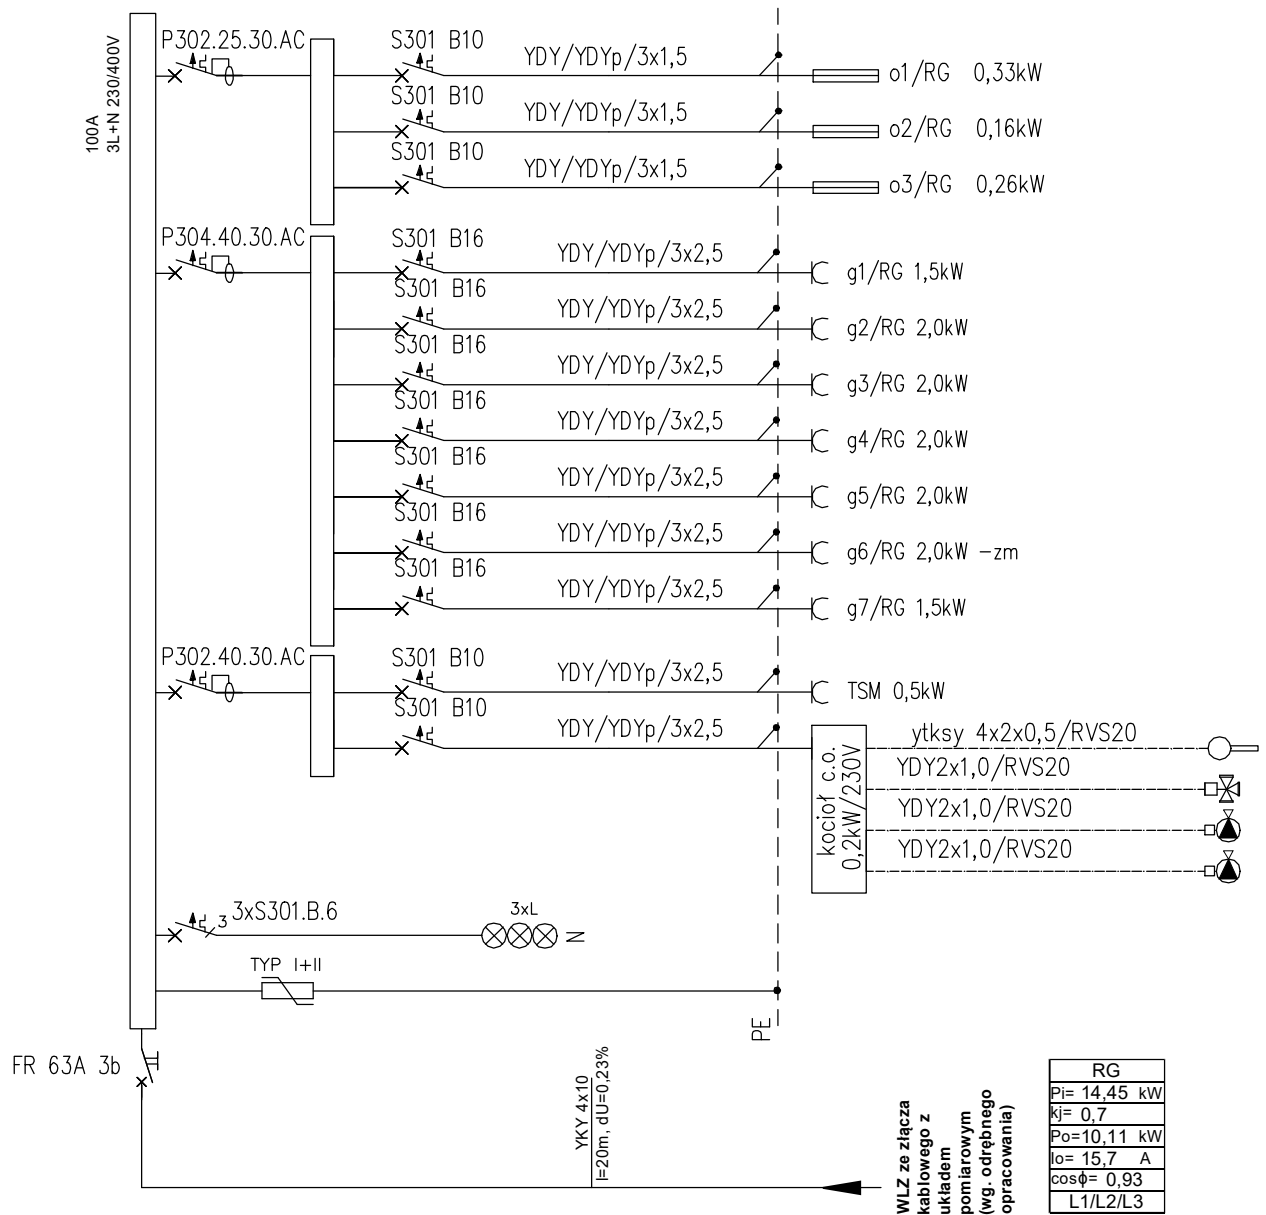 100A
3L+N 230/400V
P302.25.30.AC
S301 B10
YDY/YDYp/3x1,5
o1/RG 0,33kW
S301 B10
YDY/YDYp/3x1,5
o2/RG 0,16kW
S301 B10
YDY/YDYp/3x1,5
o3/RG 0,26kW
P304.40.30.AC
S301 B16
YDY/YDYp/3x2,5
g1/RG 1,5kW
S301 B16
YDY/YDYp/3x2,5
g2/RG 2,0kW
S301 B16
YDY/YDYp/3x2,5
g3/RG 2,0kW
S301 B16
YDY/YDYp/3x2,5
g4/RG 2,0kW
S301 B16
YDY/YDYp/3x2,5
g5/RG 2,0kW
S301 B16
YDY/YDYp/3x2,5
g6/RG 2,0kW -zm
S301 B16
YDY/YDYp/3x2,5
g7/RG 1,5kW
P302.40.30.AC
S301 B10
YDY/YDYp/3x2,5
TSM 0,5kW
S301 B10
YDY/YDYp/3x2,5
kocioł c.o.
0,2kW/230V
ytksy 4x2x0,5/RVS20
YDY2x1,0/RVS20
YDY2x1,0/RVS20
YDY2x1,0/RVS20
3
3xS301.B.6
3xL
N
TYP I+II
PE
FR 63A 3b
YKY 4x10
l=20m, dU=0,23%
WLZ ze złącza
kablowego z
układem
pomiarowym
(wg. odrębnego
opracowania)
RG
Pi= 14,45 kW
kj= 0,7
Po=10,11 kW
Io= 15,7 A
cosϕ= 0,93
L1/L2/L3